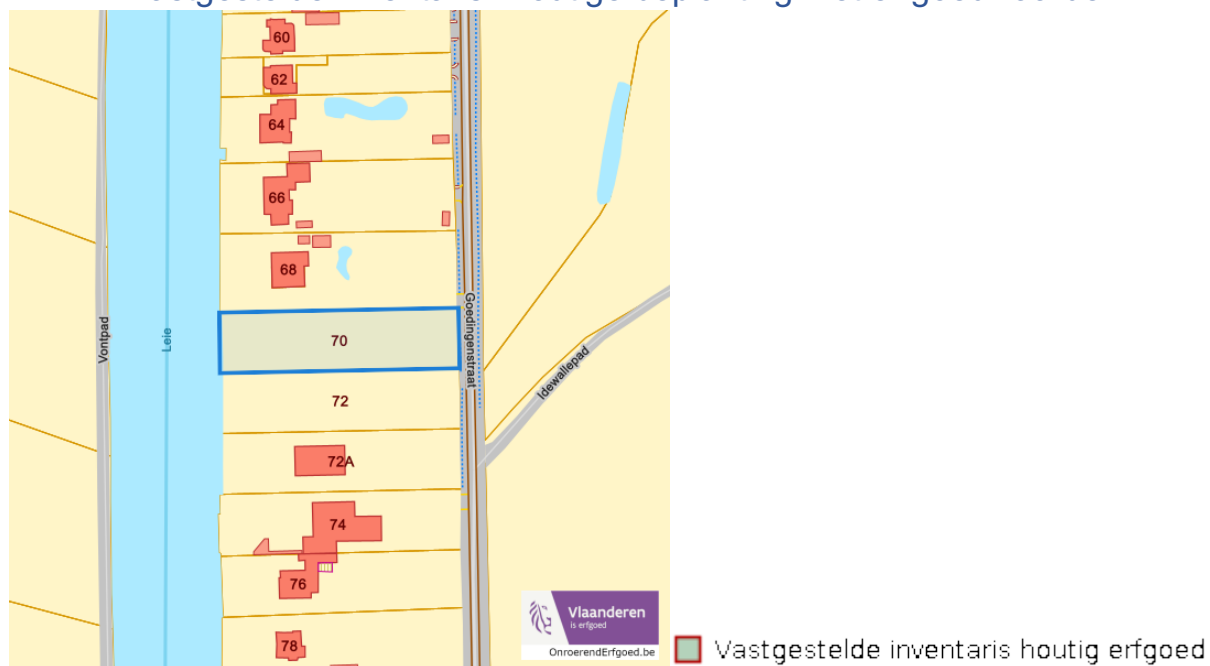 60
62
64
66
68
Goedingenstraat
Vontpad
Leie
70
Idewallepad
72
72A
74
76
78
Vlaanderen
is erfgoed
OnroerendErfgoed.be
Vastgestelde inventaris houtig erfgoed